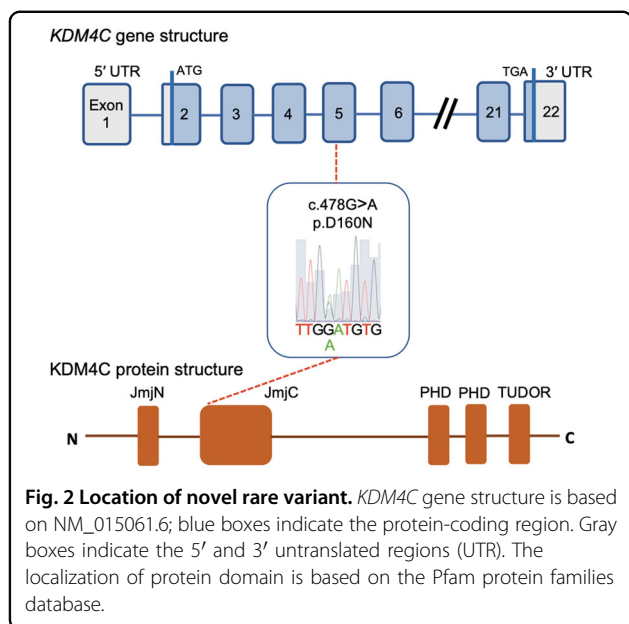 KDM4C gene structure
5′ UTR ATG TGA 3′ UTR
Exon 1 2 3 4 5 6 21 22
c.478G>A
p.D160N
TTGGATGTG
A
KDM4C protein structure
JmjN JmjC PHD PHD TUDOR
N C
Fig. 2 Location of novel rare variant. KDM4C gene structure is based
on NM_015061.6; blue boxes indicate the protein-coding region. Gray
boxes indicate the 5′ and 3′ untranslated regions (UTR). The
localization of protein domain is based on the Pfam protein families
database.